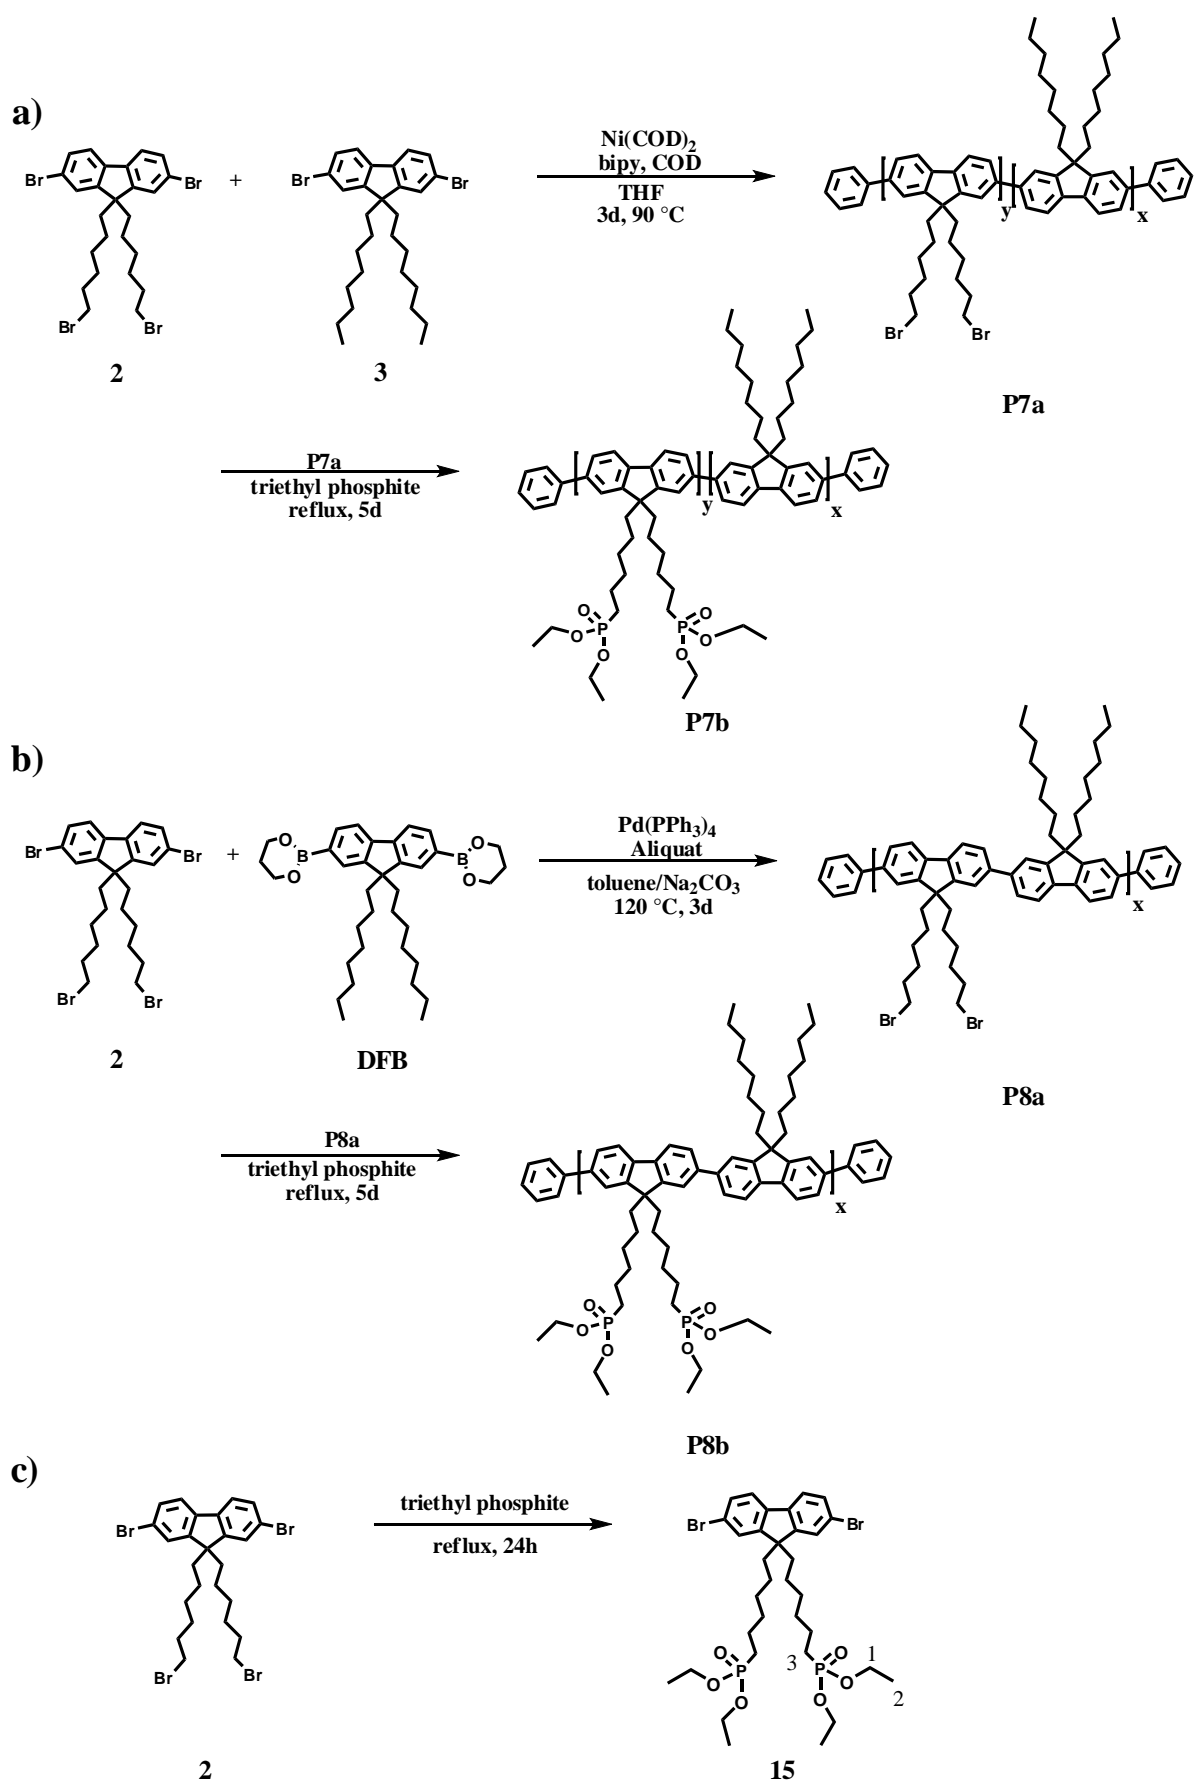 a)
Ni(COD)2
bipy, COD
THF
3d, 90 °C
Br
Br
+
Br
Br
y
x
Br
Br
Br
Br
2
3
P7a
P7a
triethyl phosphite
reflux, 5d
y
x
O
P
O
O
O
P
O
O
P7b
b)
Pd(PPh3)4
Aliquat
toluene/Na2CO3
120 °C, 3d
Br
Br
+
O
B
O
O
B
O
x
Br
Br
Br
Br
2
DFB
P8a
P8a
triethyl phosphite
reflux, 5d
x
O
P
O
O
O
P
O
O
P8b
c)
triethyl phosphite
reflux, 24h
Br
Br
Br
Br
Br
Br
O
P
O
O
3
O
P
O
O
1
2
2
15